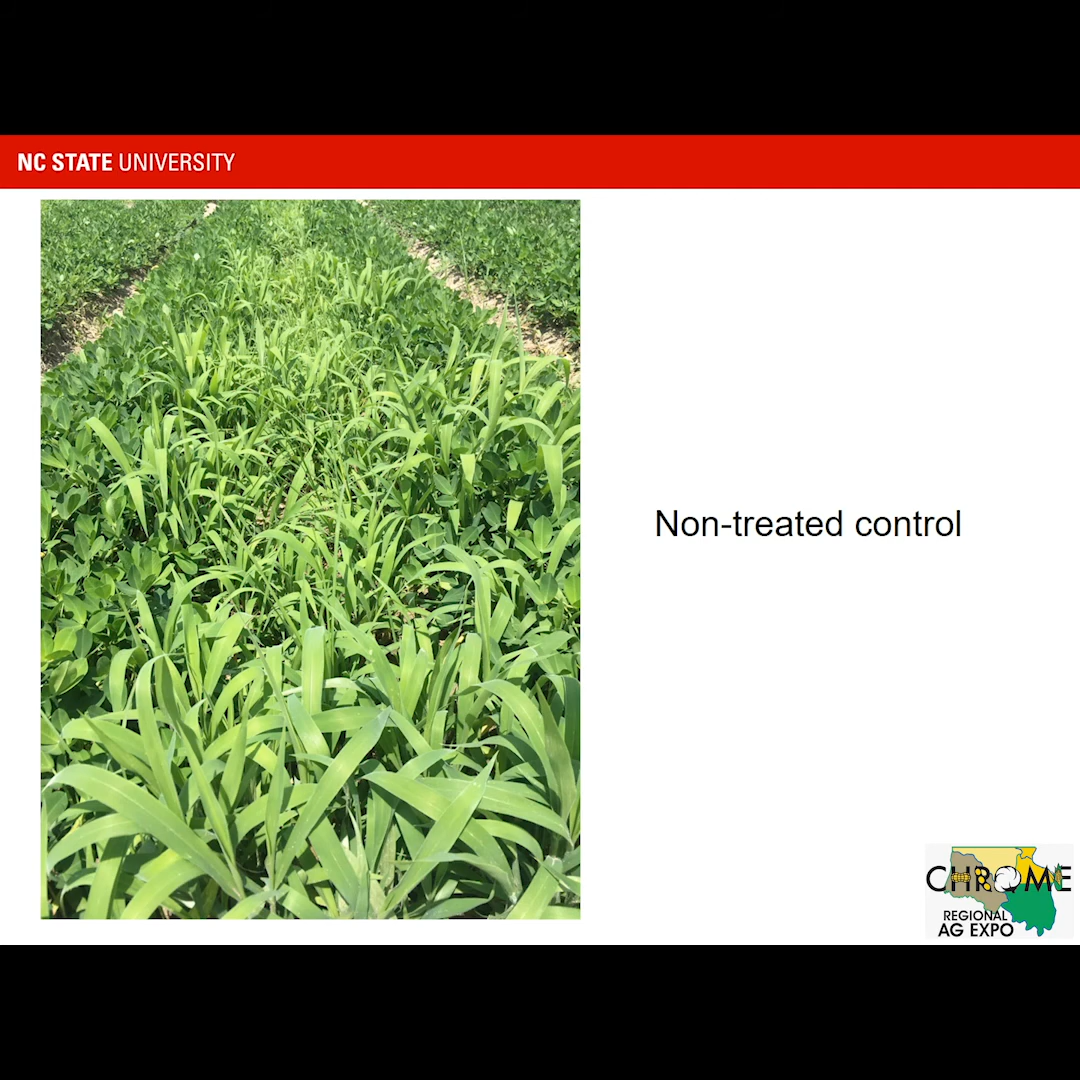 NC STATE UNIVERSITY
Non-treated control
CHROME
REGIONAL
AG EXPO